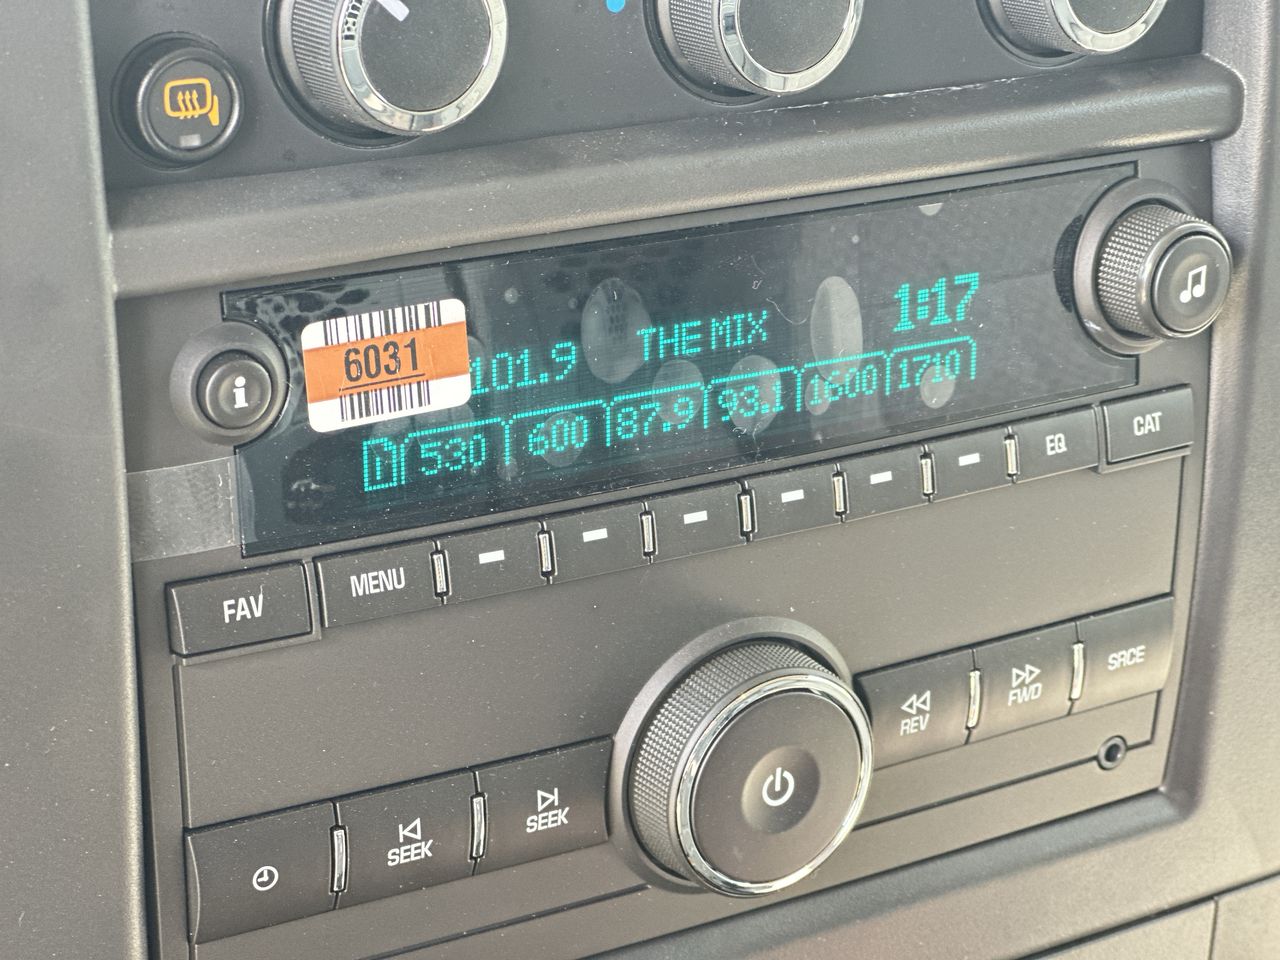 6031
101.9 THE MIX 1:17
530 600 87.9 93.1 1600 1710
FAV MENU EQ CAT
REV FWD SRCE
SEEK SEEK